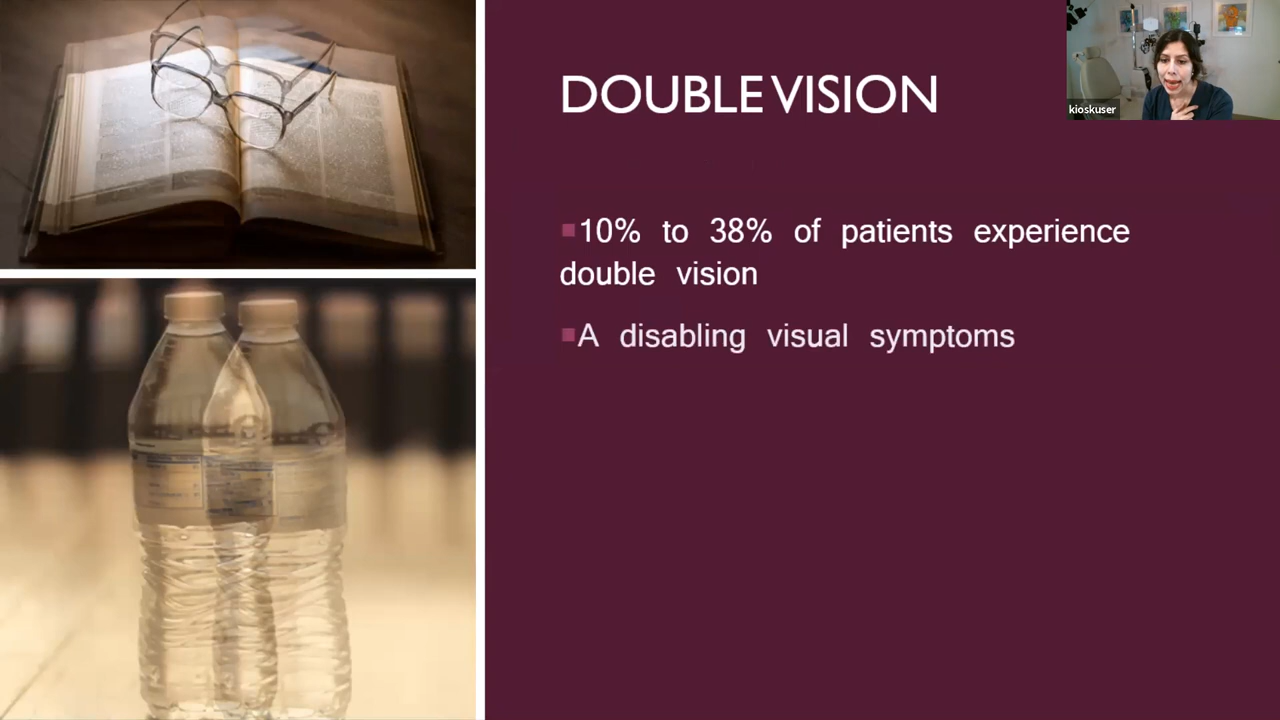 DOUBLE VISION
kioskuser
▪10% to 38% of patients experience
double vision
▪A disabling visual symptoms